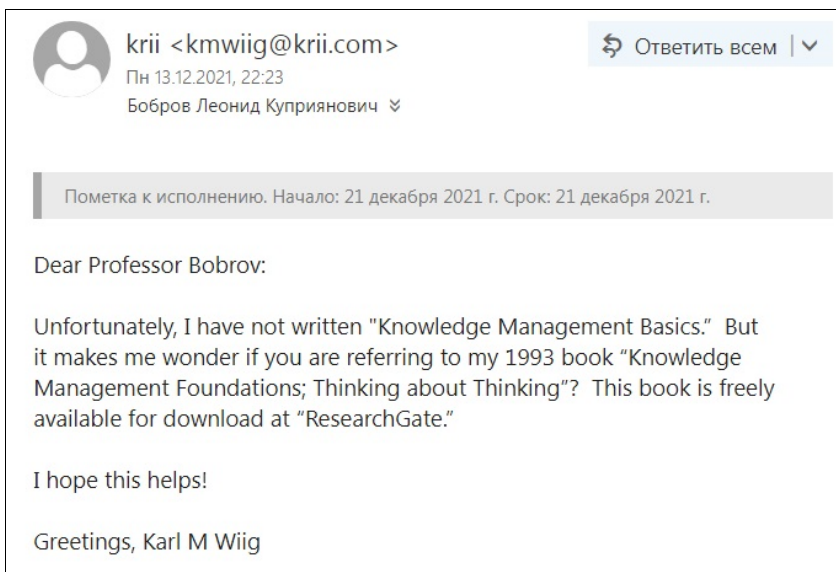 krii <kmwiig@krii.com>
Ответить всем
Пн 13.12.2021, 22:23
Бобров Леонид Куприянович
Пометка к исполнению. Начало: 21 декабря 2021 г. Срок: 21 декабря 2021 г.
Dear Professor Bobrov:
Unfortunately, I have not written "Knowledge Management Basics.” But
it makes me wonder if you are referring to my 1993 book “Knowledge
Management Foundations; Thinking about Thinking”? This book is freely
available for download at “ResearchGate.”
I hope this helps!
Greetings, Karl M Wiig